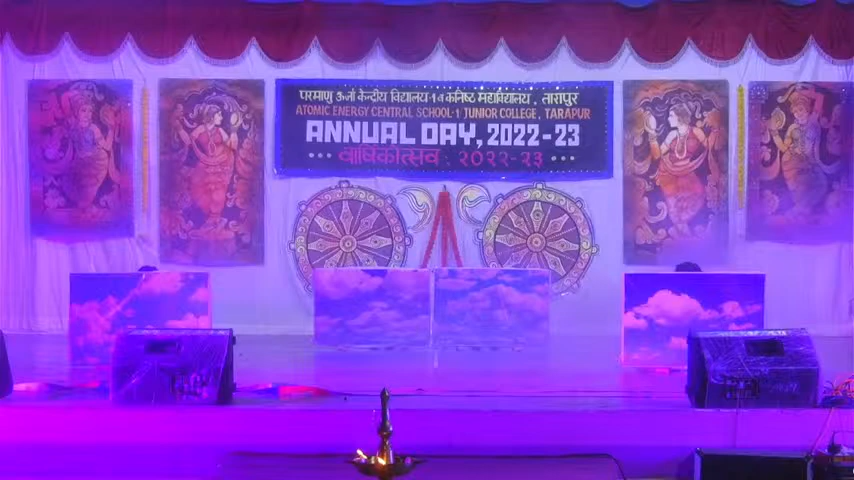 परमाणु ऊर्जा केन्द्रीय विद्यालय-१ व कनिष्ठ महाविद्यालय, तारापुर
ATOMIC ENERGY CENTRAL SCHOOL-1 JUNIOR COLLEGE, TARAPUR
ANNUAL DAY, 2022-23
वार्षिकोत्सव : २०२२-२३